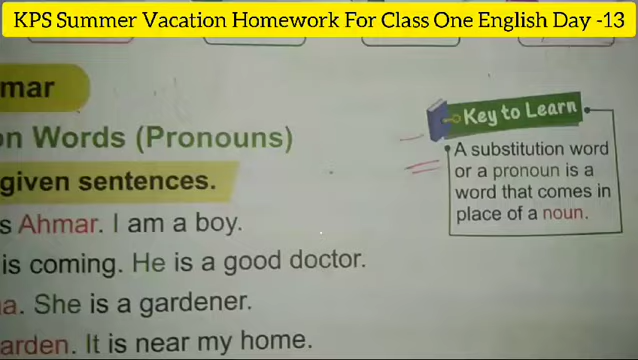 KPS Summer Vacation Homework For Class One English Day -13
mar
on Words (Pronouns)
given sentences.
s Ahmar. I am a boy.
is coming. He is a good doctor.
a. She is a gardener.
arden. It is near my home.
Key to Learn
A substitution word
or a pronoun is a
word that comes in
place of a noun.